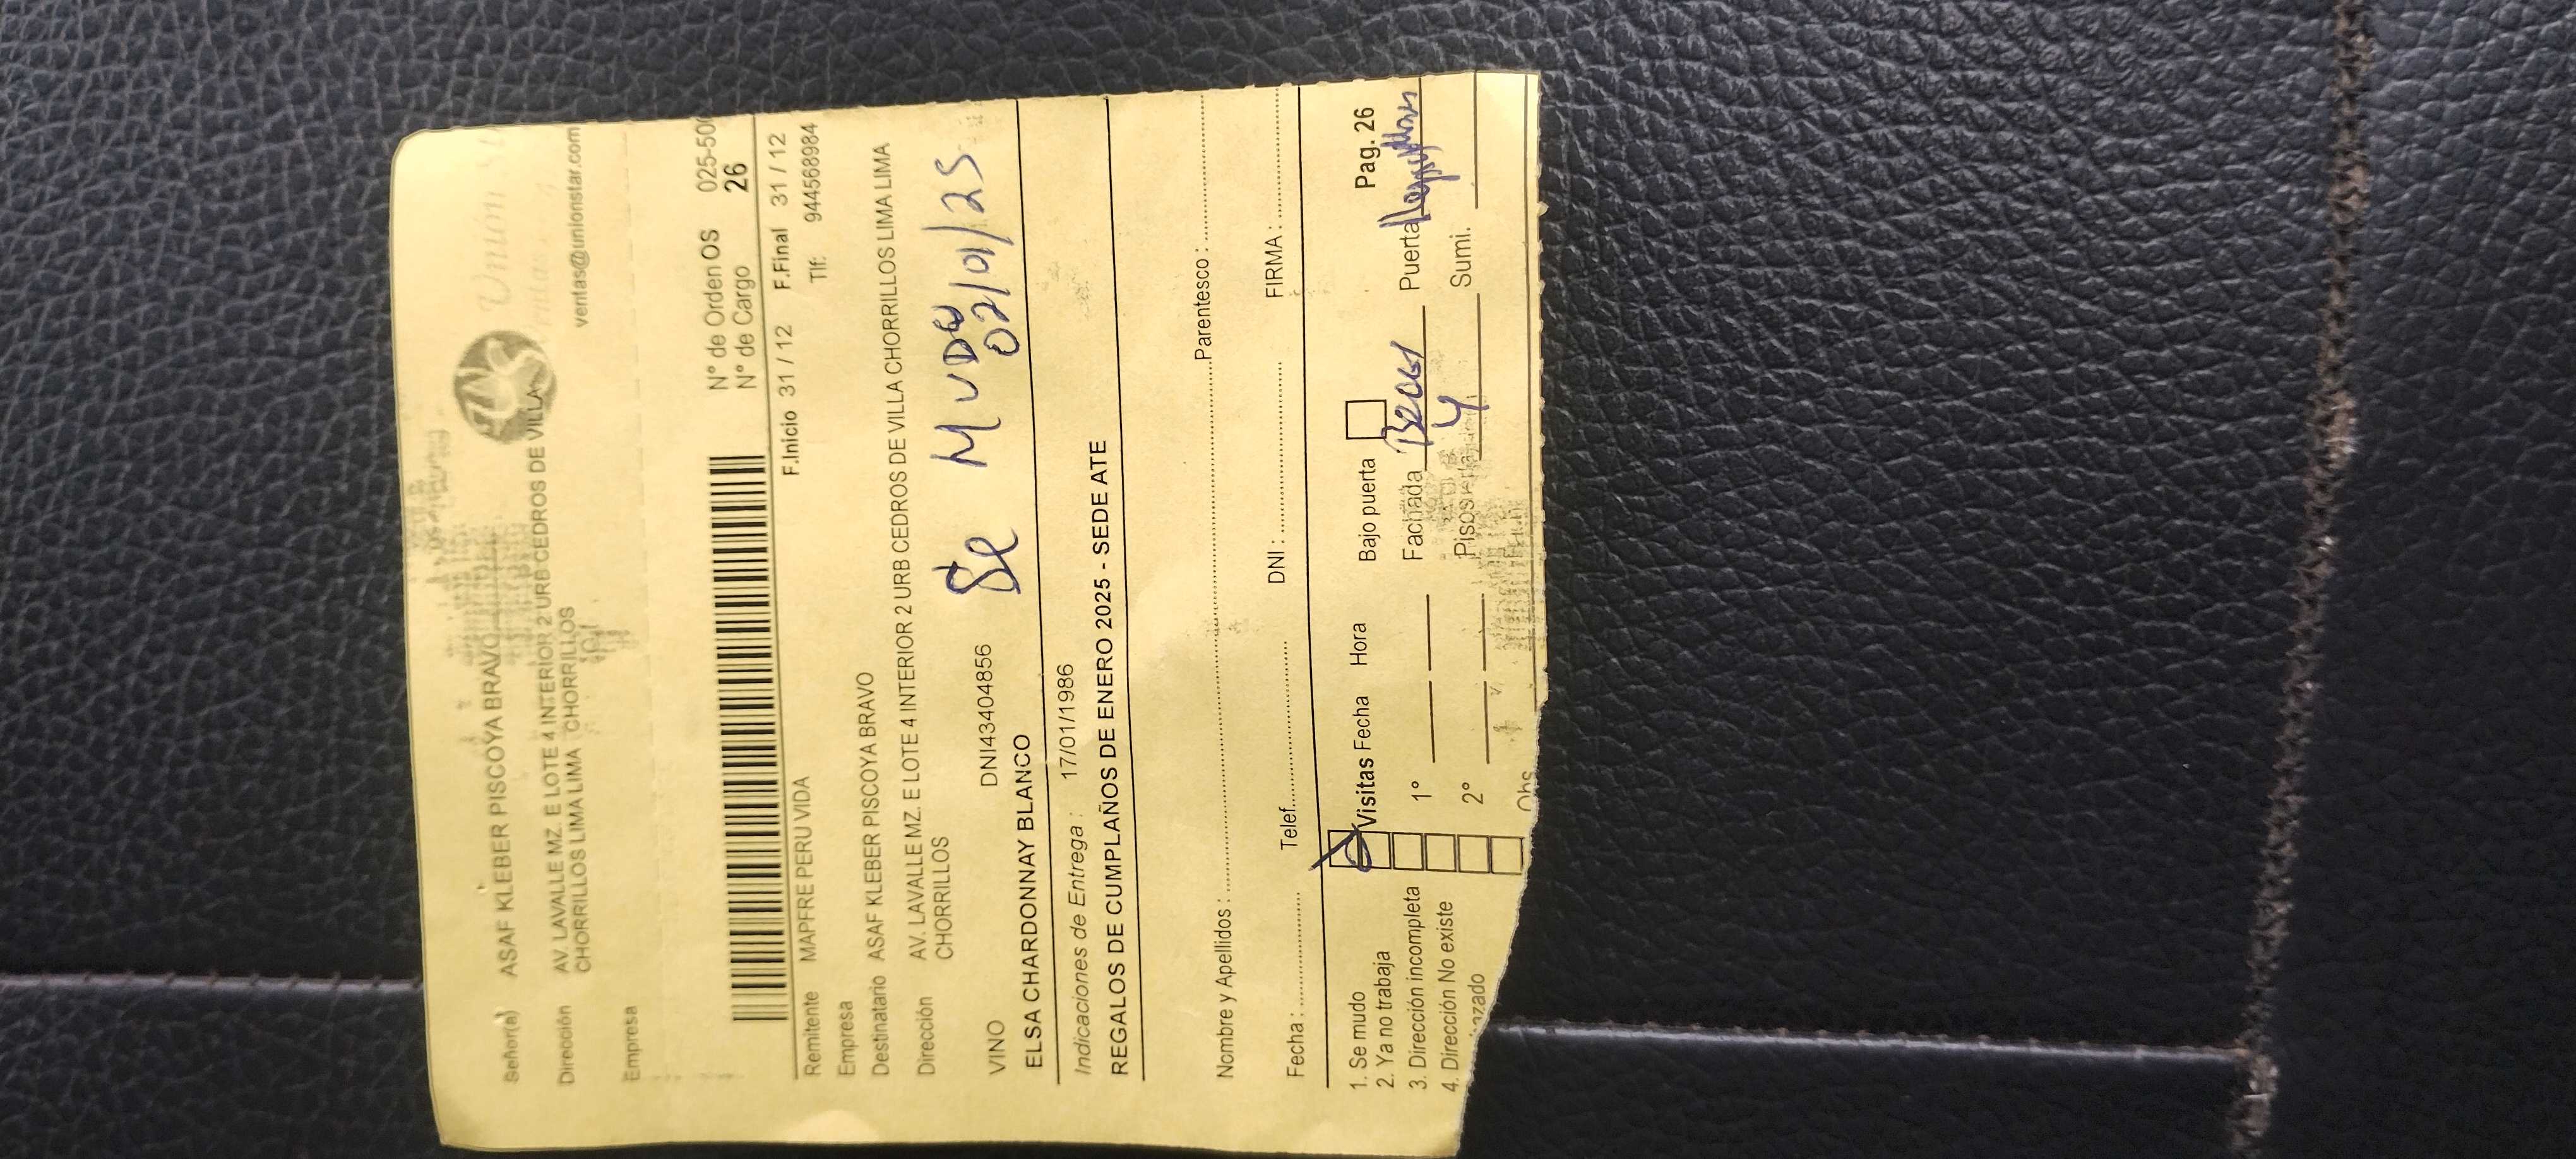 Unión St
ventas@unionstar.com
Señor(a) ASAF KLEBER PISCOYA BRAVO
Dirección AV. LAVALLE MZ. E LOTE 4 INTERIOR 2 URB CEDROS DE VILLA
CHORRILLOS LIMA LIMA CHORRILLOS
Empresa
N° de Orden OS 025-500
N° de Cargo 26
F.Inicio 31 / 12 F.Final 31 / 12
Remitente MAPFRE PERU VIDA Tlf: 944568984
Empresa
Destinatario ASAF KLEBER PISCOYA BRAVO
Dirección AV. LAVALLE MZ. E LOTE 4 INTERIOR 2 URB CEDROS DE VILLA CHORRILLOS LIMA LIMA
CHORRILLOS
Se MUDO
02/01/25
VINO DNI43404856
ELSA CHARDONNAY BLANCO
Indicaciones de Entrega : 17/01/1986
REGALOS DE CUMPLAÑOS DE ENERO 2025 - SEDE ATE
Nombre y Apellidos : Parentesco :
Fecha : Telef. DNI : FIRMA :
1. Se mudo Visitas Fecha Hora Bajo puerta Pag. 26
2. Ya no trabaja
3. Dirección incompleta 1° Fachada Puerta
4. Dirección No existe 2° Pisos 4 Sumi.
Obs